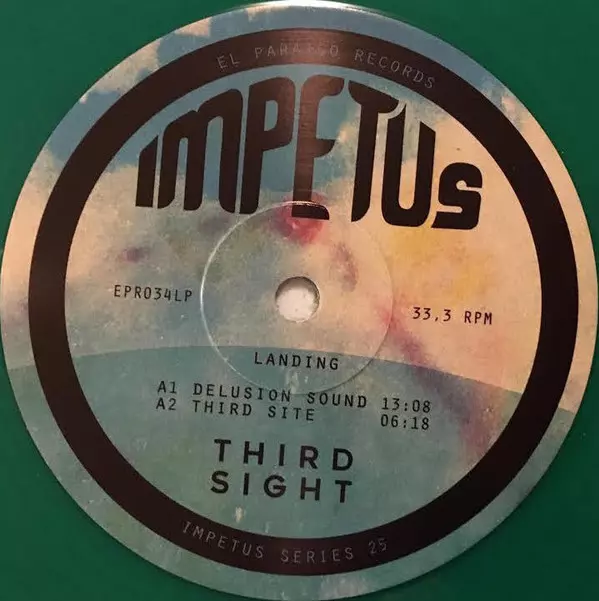 EL PARAISO RECORDS
IMPETUS
EPR034LP
33,3 RPM
LANDING
A1 DELUSION SOUND 13:08
A2 THIRD SITE 06:18
THIRD
SIGHT
IMPETUS SERIES 25